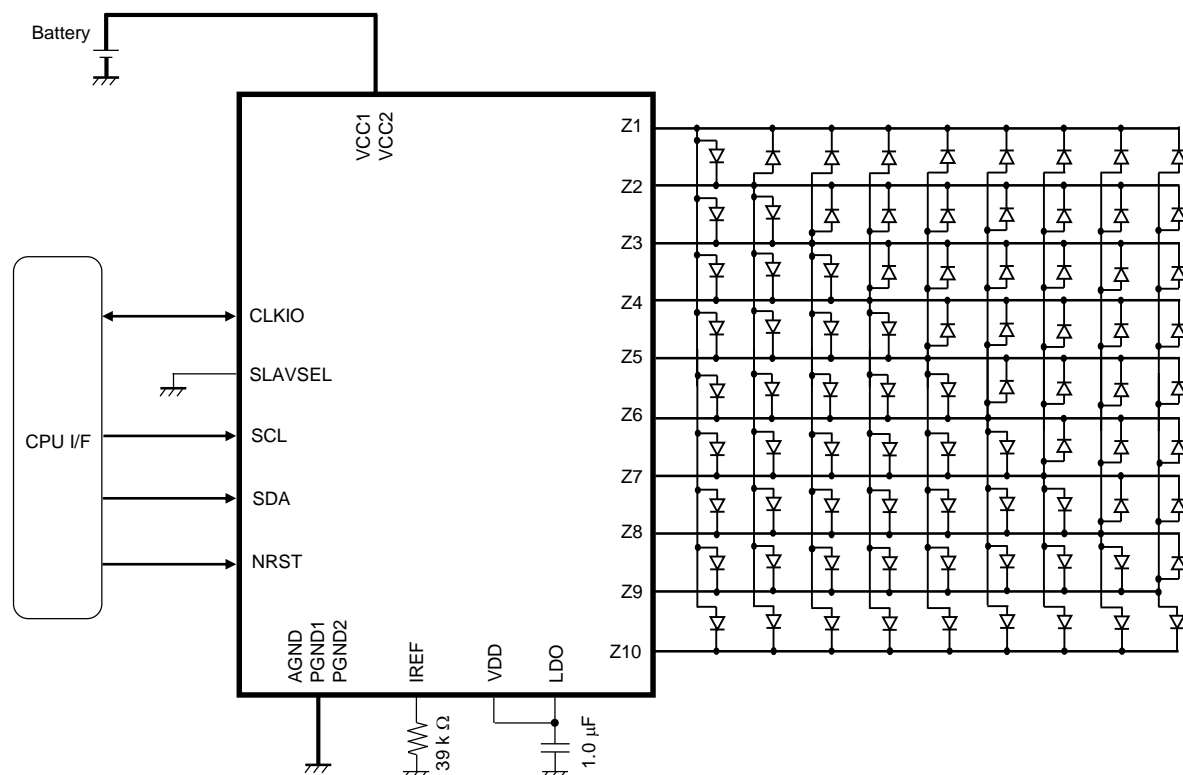 Battery
VCC1
VCC2
Z1
Z2
Z3
Z4
Z5
Z6
Z7
Z8
Z9
Z10
CPU I/F
CLKIO
SLAVSEL
SCL
SDA
NRST
AGND
PGND1
PGND2
IREF
VDD
LDO
39 k Ω
1.0 μF